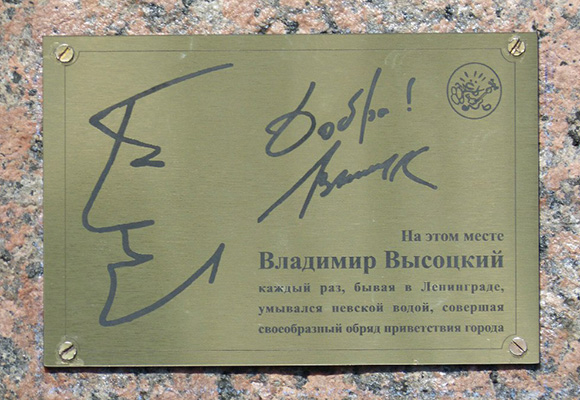 Добра!
На этом месте
Владимир Высоцкий
каждый раз, бывая в Ленинграде,
умывался невской водой, совершая
своеобразный обряд приветствия города